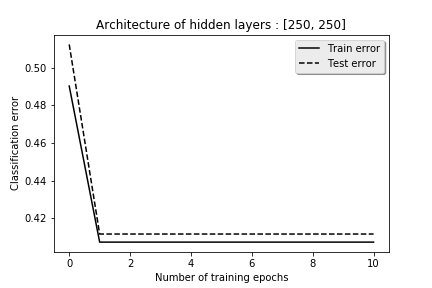 Architecture of hidden layers : [250, 250]
Train error
Test error
Classification error
0.50
0.48
0.46
0.44
0.42
0 2 4 6 8 10
Number of training epochs